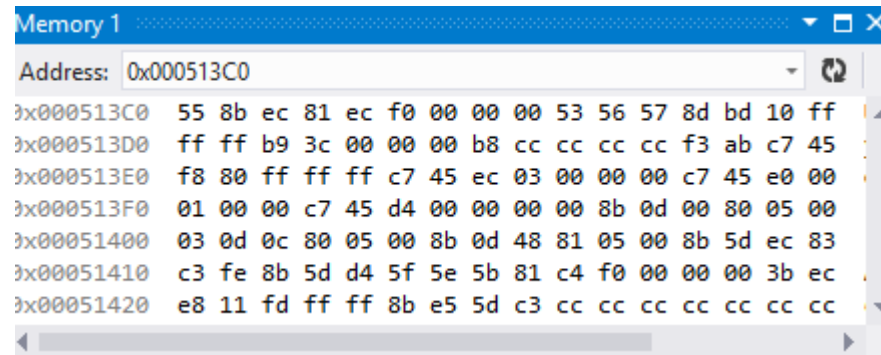 Memory 1
Address: 0x000513C0
0x000513C0 55 8b ec 81 ec f0 00 00 00 53 56 57 8d bd 10 ff
0x000513D0 ff ff b9 3c 00 00 00 b8 cc cc cc cc f3 ab c7 45
0x000513E0 f8 80 ff ff ff c7 45 ec 03 00 00 00 c7 45 e0 00
0x000513F0 01 00 00 c7 45 d4 00 00 00 00 8b 0d 00 80 05 00
0x00051400 03 0d 0c 80 05 00 8b 0d 48 81 05 00 8b 5d ec 83
0x00051410 c3 fe 8b 5d d4 5f 5e 5b 81 c4 f0 00 00 00 3b ec
0x00051420 e8 11 fd ff ff 8b e5 5d c3 cc cc cc cc cc cc cc